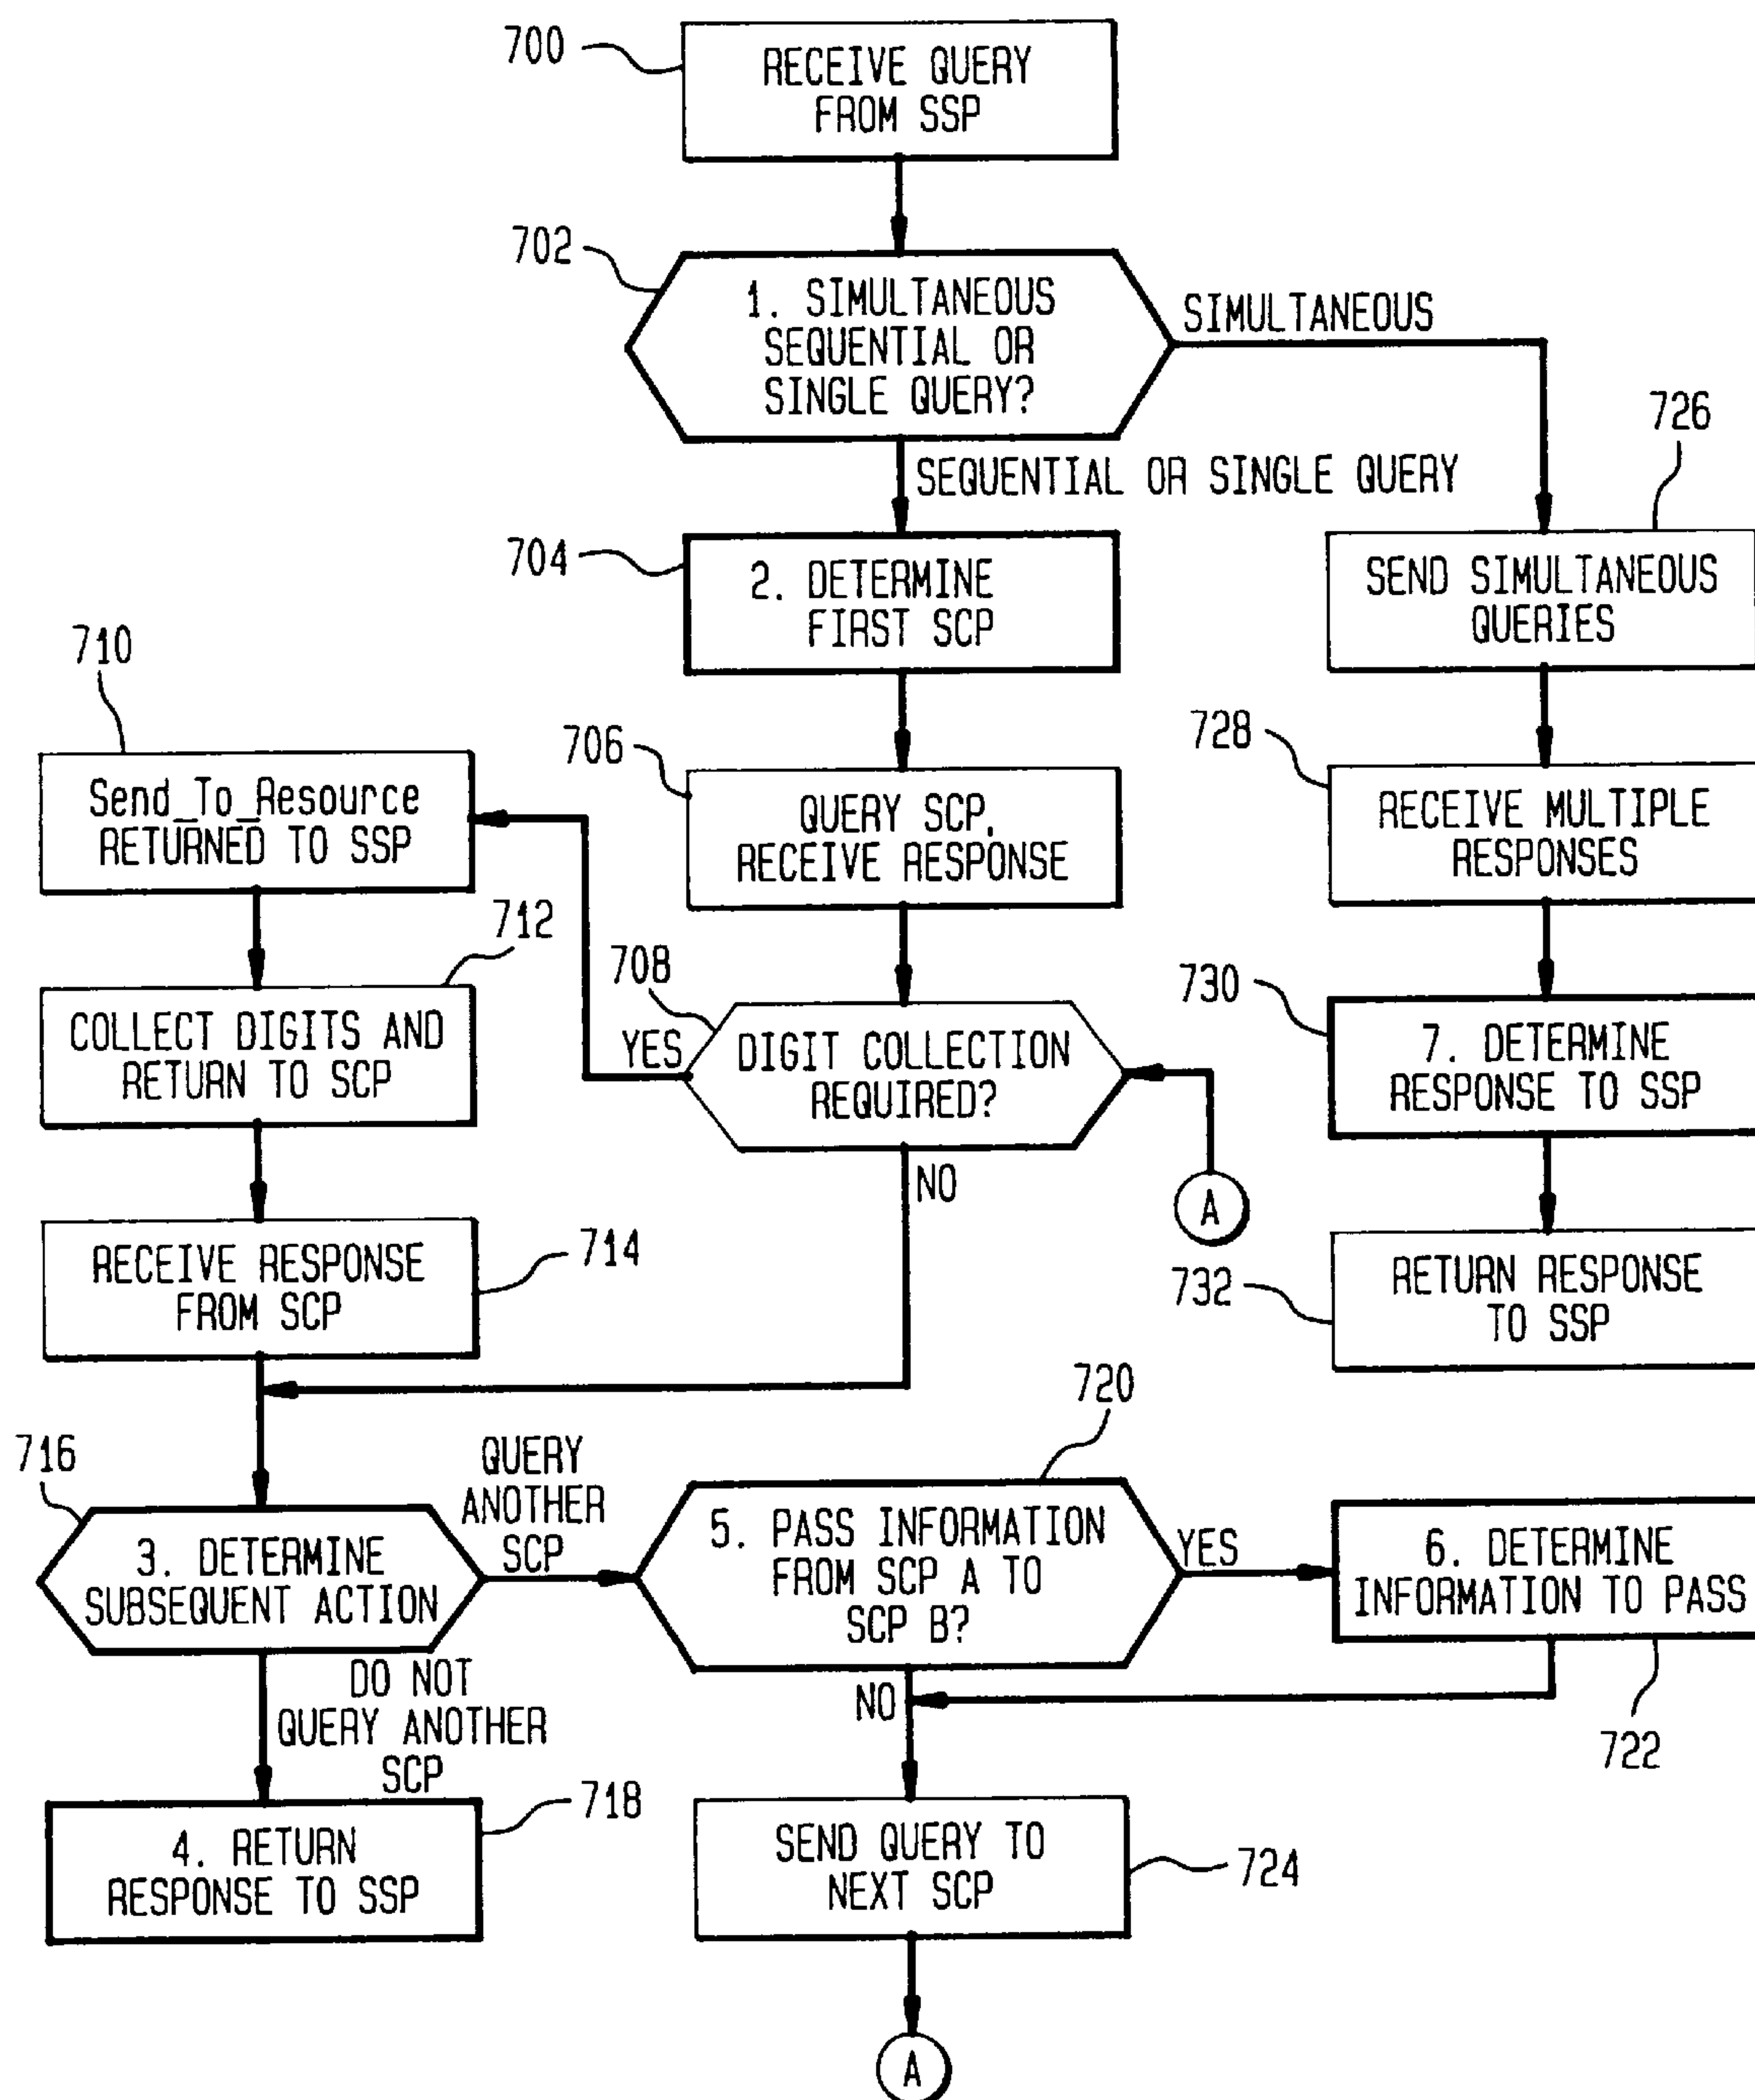 700
RECEIVE QUERY
FROM SSP
702
1. SIMULTANEOUS
SEQUENTIAL OR
SINGLE QUERY?
SIMULTANEOUS
SEQUENTIAL OR SINGLE QUERY
726
SEND SIMULTANEOUS
QUERIES
704
2. DETERMINE
FIRST SCP
710
Send_To_Resource
RETURNED TO SSP
706
QUERY SCP,
RECEIVE RESPONSE
728
RECEIVE MULTIPLE
RESPONSES
712
COLLECT DIGITS AND
RETURN TO SCP
708
YES
DIGIT COLLECTION
REQUIRED?
NO
A
730
7. DETERMINE
RESPONSE TO SSP
714
RECEIVE RESPONSE
FROM SCP
732
RETURN RESPONSE
TO SSP
716
3. DETERMINE
SUBSEQUENT ACTION
QUERY
ANOTHER
SCP
720
5. PASS INFORMATION
FROM SCP A TO
SCP B?
YES
6. DETERMINE
INFORMATION TO PASS
722
DO NOT
QUERY ANOTHER
SCP
NO
718
4. RETURN
RESPONSE TO SSP
SEND QUERY TO
NEXT SCP
724
A